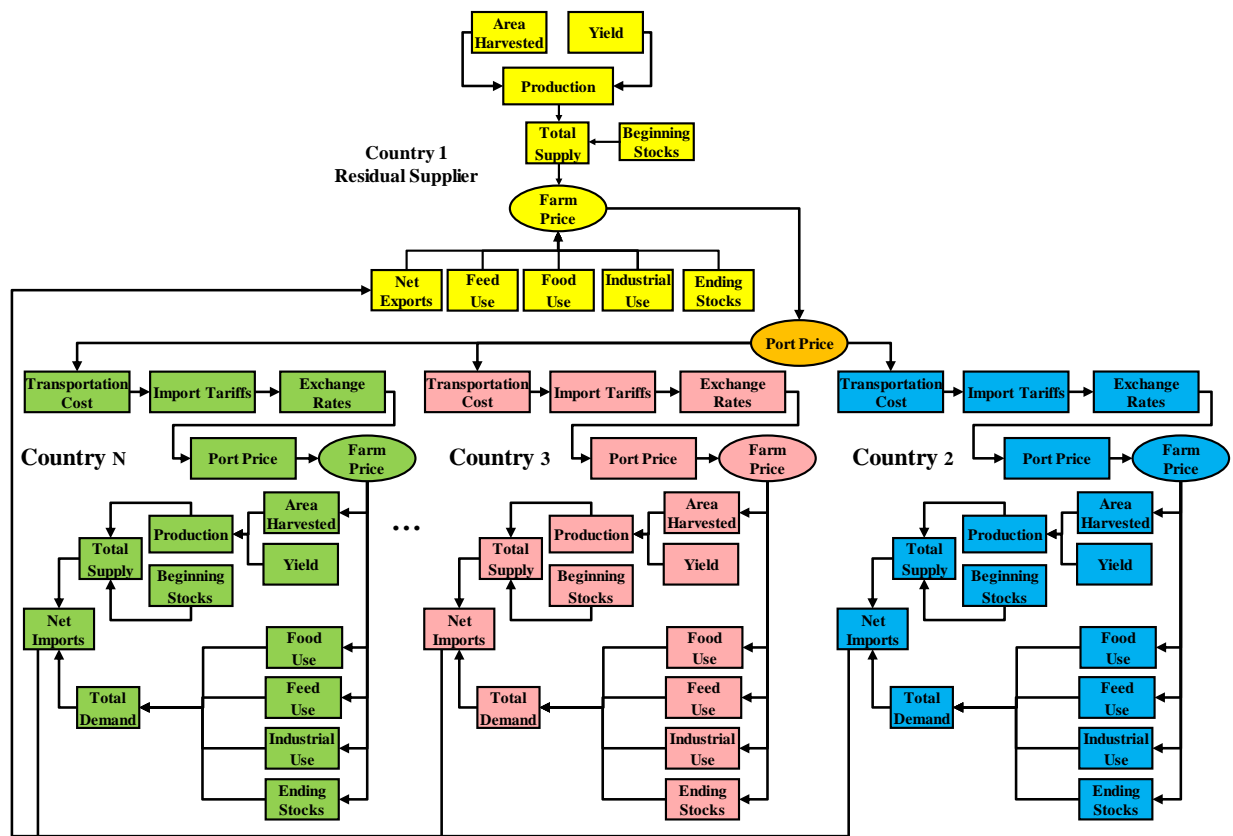 Area
Harvested
Yield
Production
Total
Supply
Beginning
Stocks
Country 1
Residual Supplier
Farm
Price
Net
Exports
Feed
Use
Food
Use
Industrial
Use
Ending
Stocks
Port Price
Transportation
Cost
Import Tariffs
Exchange
Rates
Transportation
Cost
Import Tariffs
Exchange
Rates
Transportation
Cost
Import Tariffs
Exchange
Rates
Country N
Port Price
Farm
Price
Country 3
Port Price
Farm
Price
Country 2
Port Price
Farm
Price
Area
Harvested
Production
Total
Supply
Yield
Beginning
Stocks
Net
Imports
Food
Use
Feed
Use
Total
Demand
Industrial
Use
Ending
Stocks
...
Area
Harvested
Production
Total
Supply
Yield
Beginning
Stocks
Net
Imports
Food
Use
Feed
Use
Total
Demand
Industrial
Use
Ending
Stocks
Area
Harvested
Production
Total
Supply
Yield
Beginning
Stocks
Net
Imports
Food
Use
Feed
Use
Total
Demand
Industrial
Use
Ending
Stocks